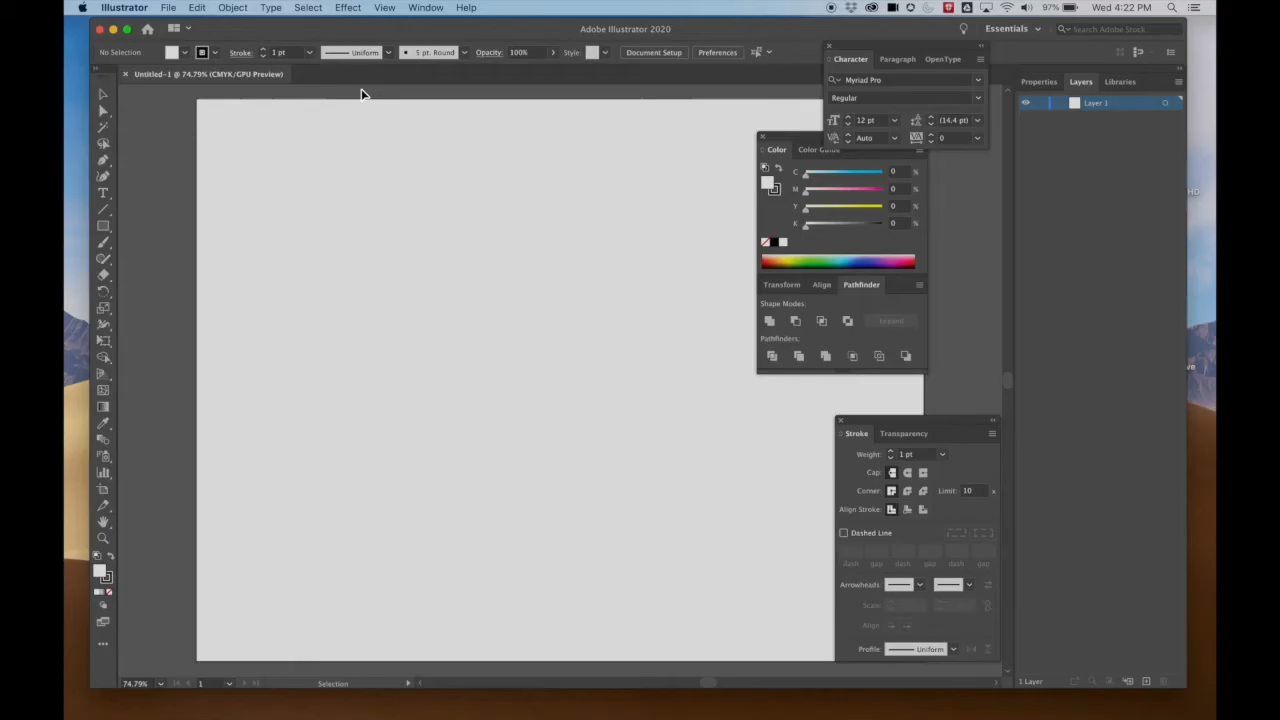 Illustrator File Edit Object Type Select Effect View Window Help
97% Wed 4:22 PM
Adobe Illustrator 2020
Essentials
Search Adobe Stock
No Selection Stroke: 1 pt Uniform 5 pt. Round Opacity: 100% Style: Document Setup Preferences
Untitled-1 @ 74.79% (CMYK/GPU Preview)
Character Paragraph OpenType
Myriad Pro
Regular
12 pt (14.4 pt)
Auto 0
Properties Layers Libraries
Layer 1
Color Color Guide
C 0 %
M 0 %
Y 0 %
K 0 %
Transform Align Pathfinder
Shape Modes:
Expand
Pathfinders:
HD
ve
Stroke Transparency
Weight: 1 pt
Cap:
Corner: Limit: 10 x
Align Stroke:
Dashed Line
dash gap dash gap dash gap
Arrowheads:
Scale:
Align
Profile: Uniform
74.79% 1 Selection
1 Layer